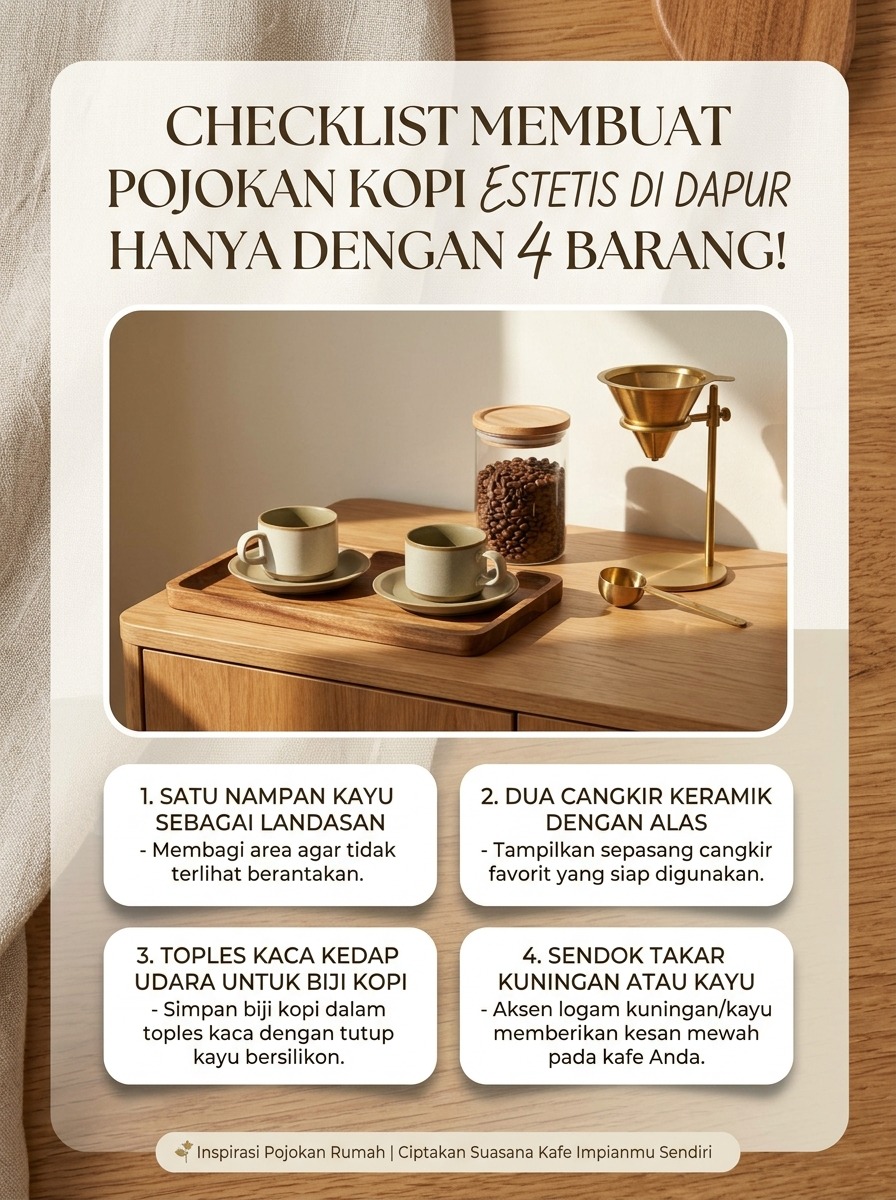 CHECKLIST MEMBUAT
POJOKAN KOPI ESTETIS DI DAPUR
HANYA DENGAN 4 BARANG!
1. SATU NAMPAN KAYU
SEBAGAI LANDASAN
- Membagi area agar tidak
terlihat berantakan.
2. DUA CANGKIR KERAMIK
DENGAN ALAS
- Tampilkan sepasang cangkir
favorit yang siap digunakan.
3. TOPLES KACA KEDAP
UDARA UNTUK BIJI KOPI
- Simpan biji kopi dalam
toples kaca dengan tutup
kayu bersilikon.
4. SENDOK TAKAR
KUNINGAN ATAU KAYU
- Aksen logam kuningan/kayu
memberikan kesan mewah
pada kafe Anda.
Inspirasi Pojokan Rumah | Ciptakan Suasana Kafe Impianmu Sendiri